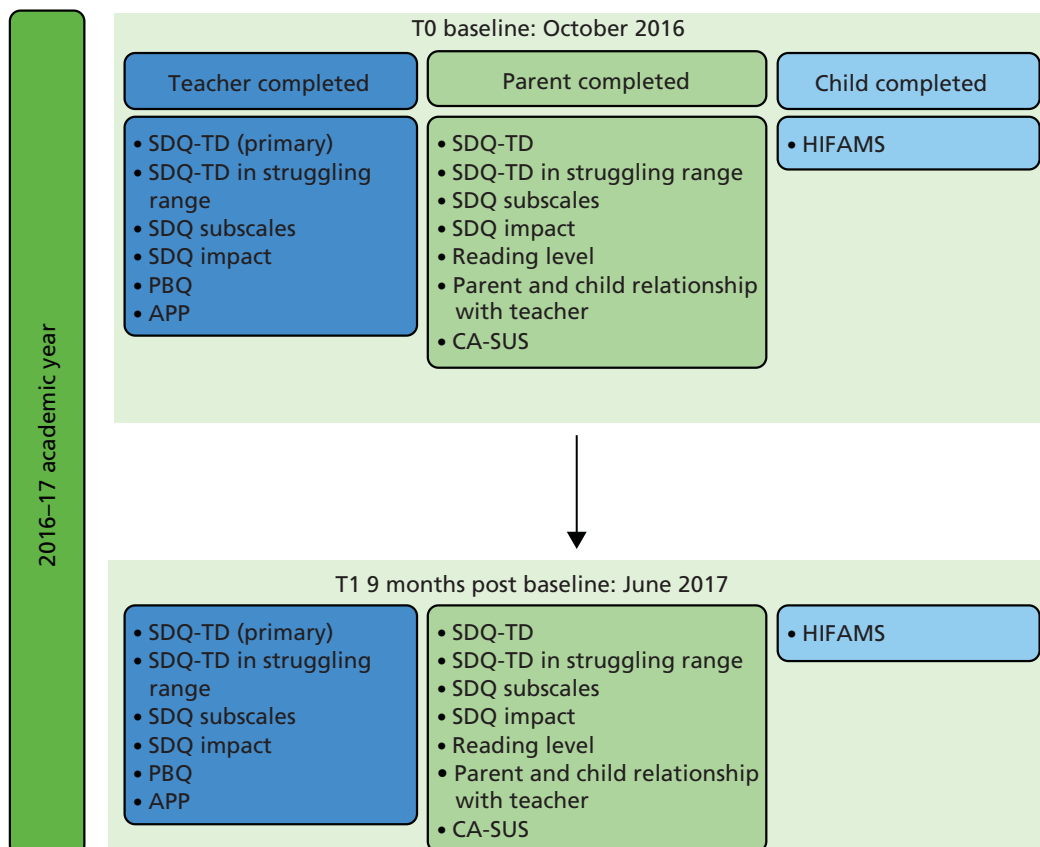 2016–17 academic year
T0 baseline: October 2016
Teacher completed
• SDQ-TD (primary)
• SDQ-TD in struggling
range
• SDQ subscales
• SDQ impact
• PBQ
• APP
Parent completed
• SDQ-TD
• SDQ-TD in struggling range
• SDQ subscales
• SDQ impact
• Reading level
• Parent and child relationship
with teacher
• CA-SUS
Child completed
• HIFAMS
T1 9 months post baseline: June 2017
• SDQ-TD (primary)
• SDQ-TD in struggling
range
• SDQ subscales
• SDQ impact
• PBQ
• APP
• SDQ-TD
• SDQ-TD in struggling range
• SDQ subscales
• SDQ impact
• Reading level
• Parent and child relationship
with teacher
• CA-SUS
• HIFAMS